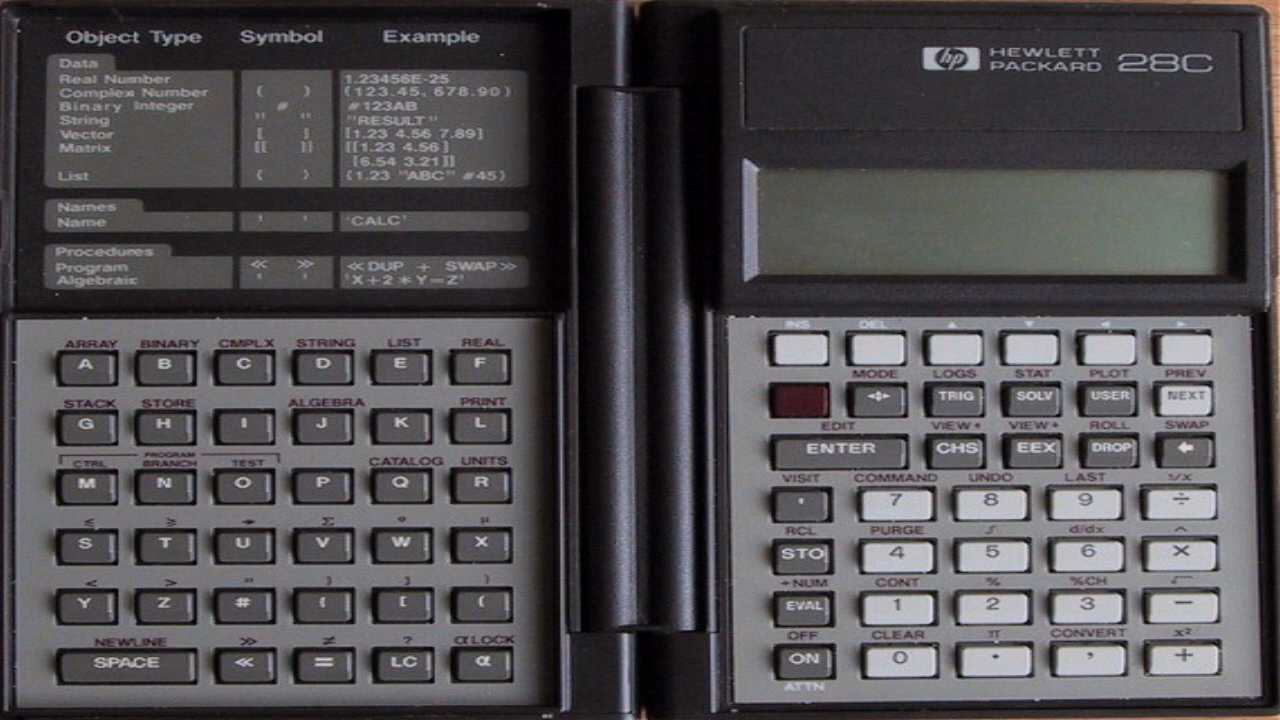 Object Type Symbol Example
Data
Real Number 1.23456E-25
Complex Number ( ) (123.45, 678.90)
Binary Integer # #123AB
String " " "RESULT"
Vector [ ] [1.23 4.56 7.89]
Matrix [[ ]] [[1.23 4.56]
[6.54 3.21]]
List { } {1.23 "ABC" #45}
Names
Name ' ' 'CALC'
Procedures
Program « » «DUP + SWAP»
Algebraic ' ' 'X+2*Y=Z'
ARRAY BINARY CMPLX STRING LIST REAL
A B C D E F
STACK STORE ALGEBRA PRINT
G H I J K L
PROGRAM
CTRL BRANCH TEST CATALOG UNITS
M N O P Q R
≤ ≥ → Σ ° μ
S T U V W X
< > " } ] )
Y Z # { [ (
NEWLINE » ≠ ? α LOCK
SPACE « = LC α
hp HEWLETT PACKARD 28C
INS DEL ▲ ▼ ◄ ►
MODE LOGS STAT PLOT PREV
TRIG SOLV USER NEXT
EDIT VIEW VIEW ROLL SWAP
ENTER CHS EEX DROP ←
VISIT COMMAND UNDO LAST 1/X
' 7 8 9 ÷
RCL PURGE ∫ d/dx ^
STO 4 5 6 ×
→NUM CONT % %CH √
EVAL 1 2 3 −
OFF CLEAR π CONVERT x²
ON 0 . , +
ATTN